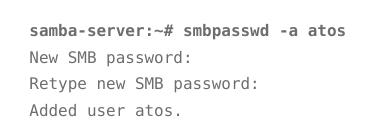 samba-server:~# smbpasswd -a atos
New SMB password:
Retype new SMB password:
Added user atos.